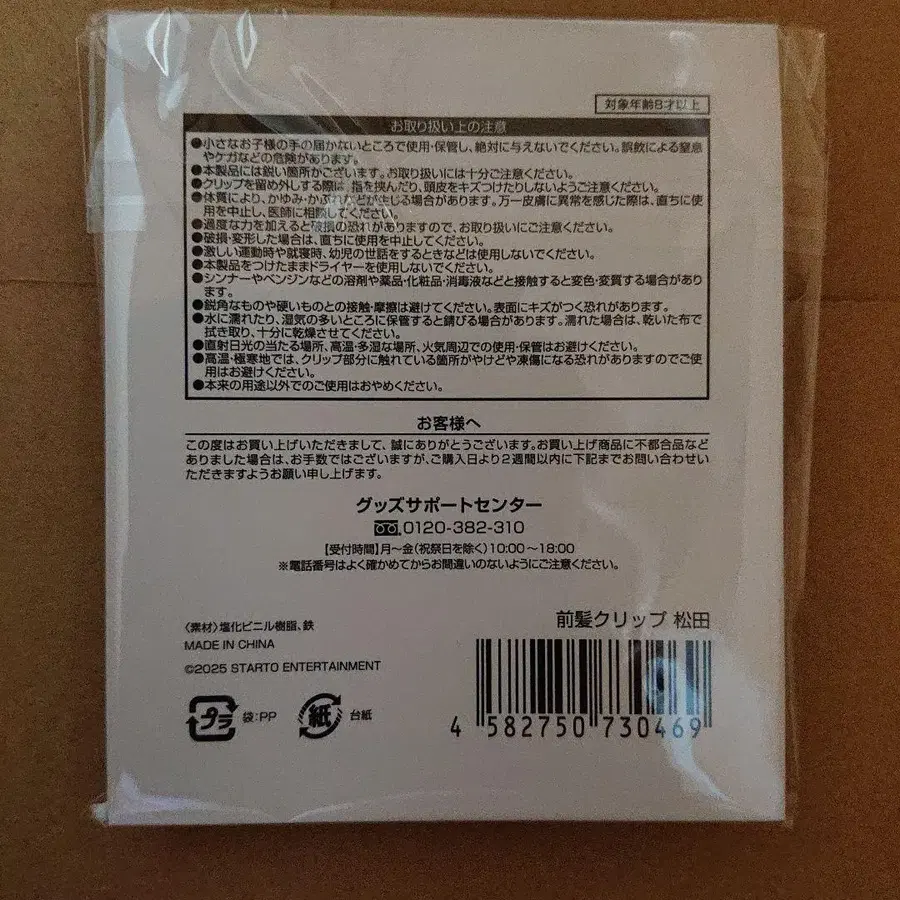 対象年齢8才以上
お取り扱い上の注意
●小さなお子様の手の届かないところで使用・保管し、絶対に与えないでください。誤飲による窒息
やケガなどの危険があります。
●本製品には鋭い箇所がございます。お取り扱いには十分ご注意ください。
●クリップを留め外しする際は、指を挟んだり、頭皮をキズつけたりしないようご注意ください。
●体質により、かゆみ・かぶれなどが生じる場合があります。万一皮膚に異常を感じた際は、直ちに使
用を中止し、医師に相談してください。
●過度な力を加えると破損の恐れがありますので、お取り扱いにご注意ください。
●破損・変形した場合は、直ちに使用を中止してください。
●激しい運動時や就寝時、幼児の世話をするときなどは使用しないでください。
●本製品をつけたままドライヤーを使用しないでください。
●シンナーやベンジンなどの溶剤や薬品・化粧品・消毒液などと接触すると変色・変質する場合があり
ます。
●鋭角なものや硬いものとの接触・摩擦は避けてください。表面にキズがつく恐れがあります。
●水に濡れたり、湿気の多いところに保管すると錆びる場合があります。濡れた場合は、乾いた布で
拭き取り、十分に乾燥させてください。
●直射日光の当たる場所、高温・多湿な場所、火気周辺での使用・保管はお避けください。
●高温・極寒地では、クリップ部分に触れている箇所がやけどや凍傷になる恐れがありますのでご使
用はお避けください。
●本来の用途以外でのご使用はおやめください。
お客様へ
この度はお買い上げいただきまして、誠にありがとうございます。お買い上げ商品に不都合品など
ありました場合は、お手数ではございますが、ご購入日より2週間以内に下記までお問い合わせい
ただきますようお願い申し上げます。
グッズサポートセンター
0120-382-310
【受付時間】月〜金(祝祭日を除く)10:00〜18:00
※電話番号はよく確かめてからお間違いのないようにご注意ください。
前髪クリップ 松田
〈素材〉塩化ビニル樹脂、鉄
MADE IN CHINA
©2025 STARTO ENTERTAINMENT
プラ 袋:PP 紙 台紙
4 582750 730469